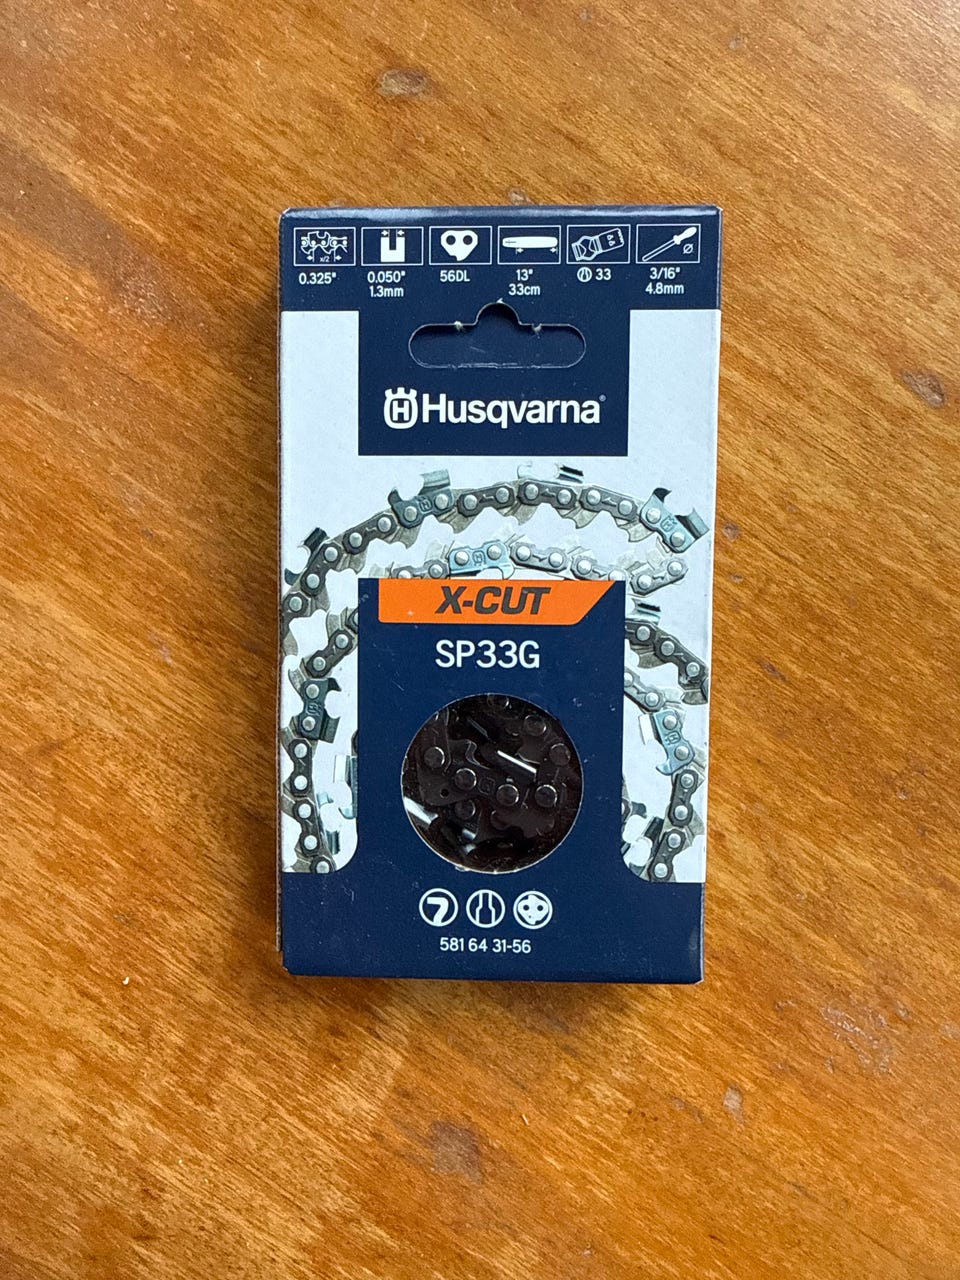 x/2
0.325" 0.050" 56DL 13" 33 3/16"
1.3mm 33cm 4.8mm
Husqvarna®
X-CUT
SP33G
581 64 31-56